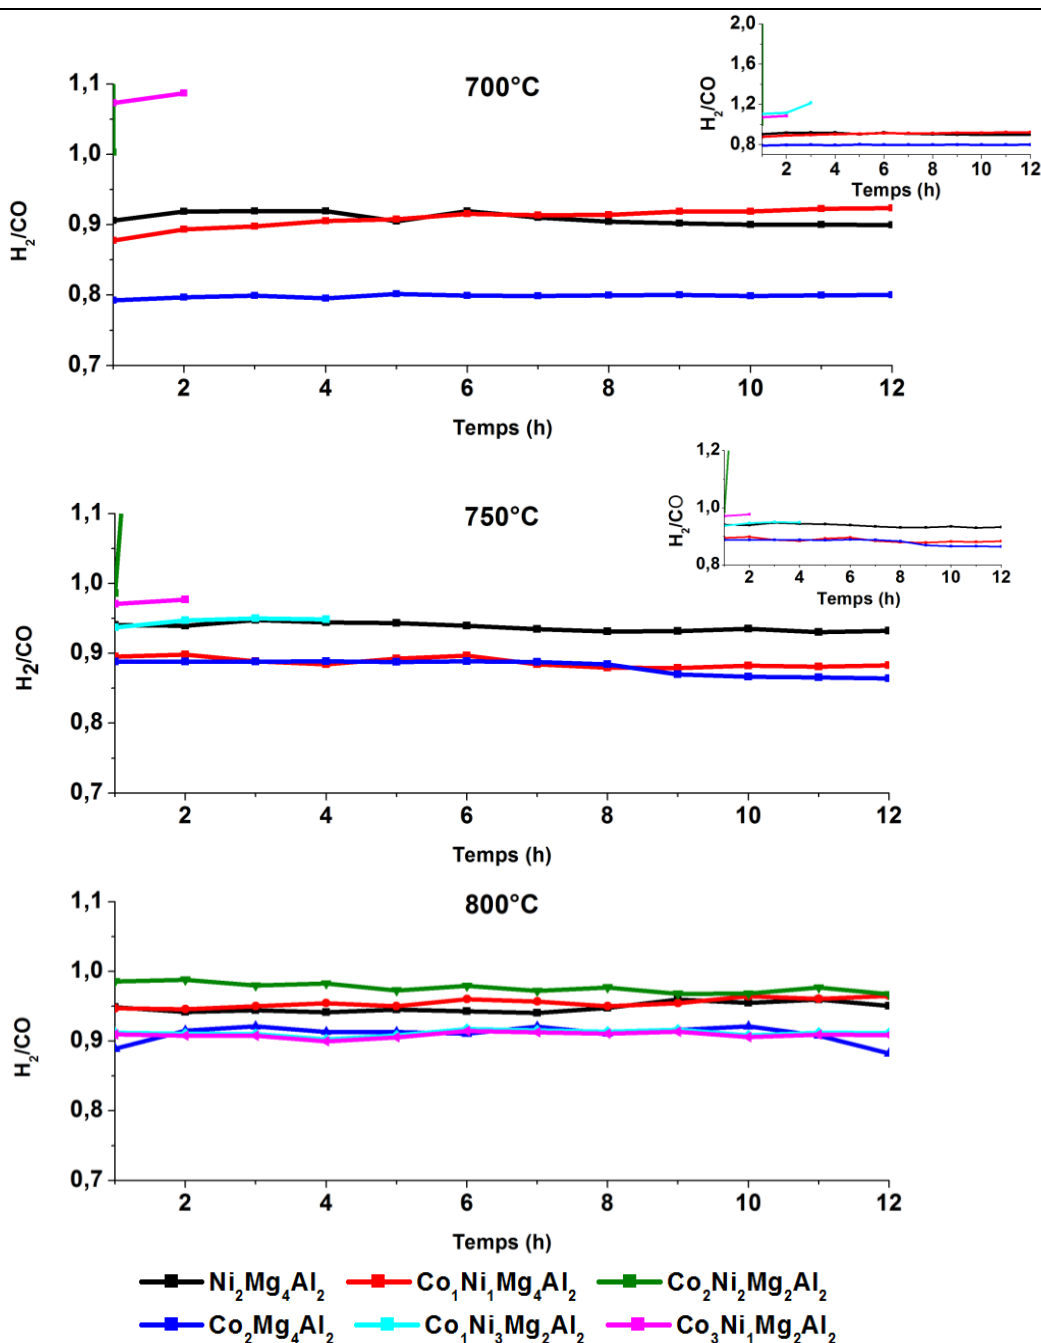 700°C
H₂/CO
1,1
1,0
0,9
0,8
0,7
2 4 6 8 10 12
Temps (h)
H₂/CO
2,0
1,6
1,2
0,8
2 4 6 8 10 12
Temps (h)
750°C
H₂/CO
1,1
1,0
0,9
0,8
0,7
2 4 6 8 10 12
Temps (h)
H₂/CO
1,2
1,0
0,8
2 4 6 8 10 12
Temps (h)
800°C
H₂/CO
1,1
1,0
0,9
0,8
0,7
2 4 6 8 10 12
Temps (h)
Ni₂Mg₄Al₂ Co₁Ni₁Mg₄Al₂ Co₂Ni₂Mg₂Al₂
Co₂Mg₄Al₂ Co₁Ni₃Mg₂Al₂ Co₃Ni₁Mg₂Al₂